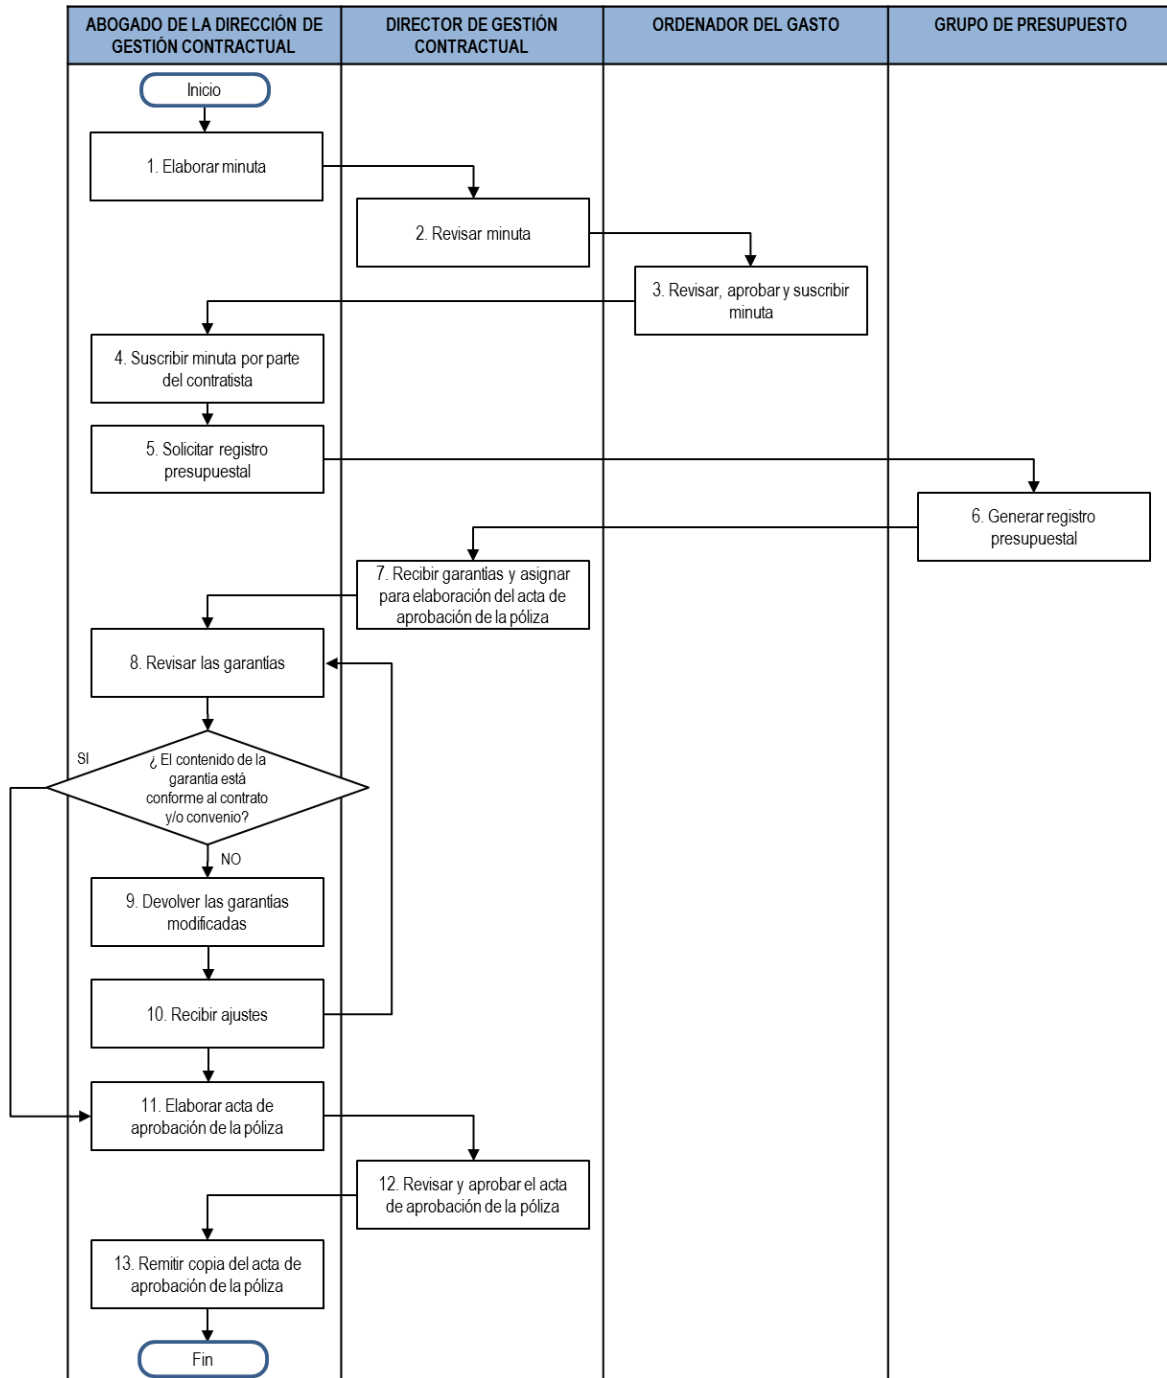 ABOGADO DE LA DIRECCIÓN DE
GESTIÓN CONTRACTUAL
DIRECTOR DE GESTIÓN
CONTRACTUAL
ORDENADOR DEL GASTO
GRUPO DE PRESUPUESTO
Inicio
1. Elaborar minuta
2. Revisar minuta
3. Revisar, aprobar y suscribir
minuta
4. Suscribir minuta por parte
del contratista
5. Solicitar registro
presupuestal
6. Generar registro
presupuestal
7. Recibir garantías y asignar
para elaboración del acta de
aprobación de la póliza
8. Revisar las garantías
SI
¿ El contenido de la
garantía está
conforme al contrato
y/o convenio?
NO
9. Devolver las garantías
modificadas
10. Recibir ajustes
11. Elaborar acta de
aprobación de la póliza
12. Revisar y aprobar el acta
de aprobación de la póliza
13. Remitir copia del acta de
aprobación de la póliza
Fin